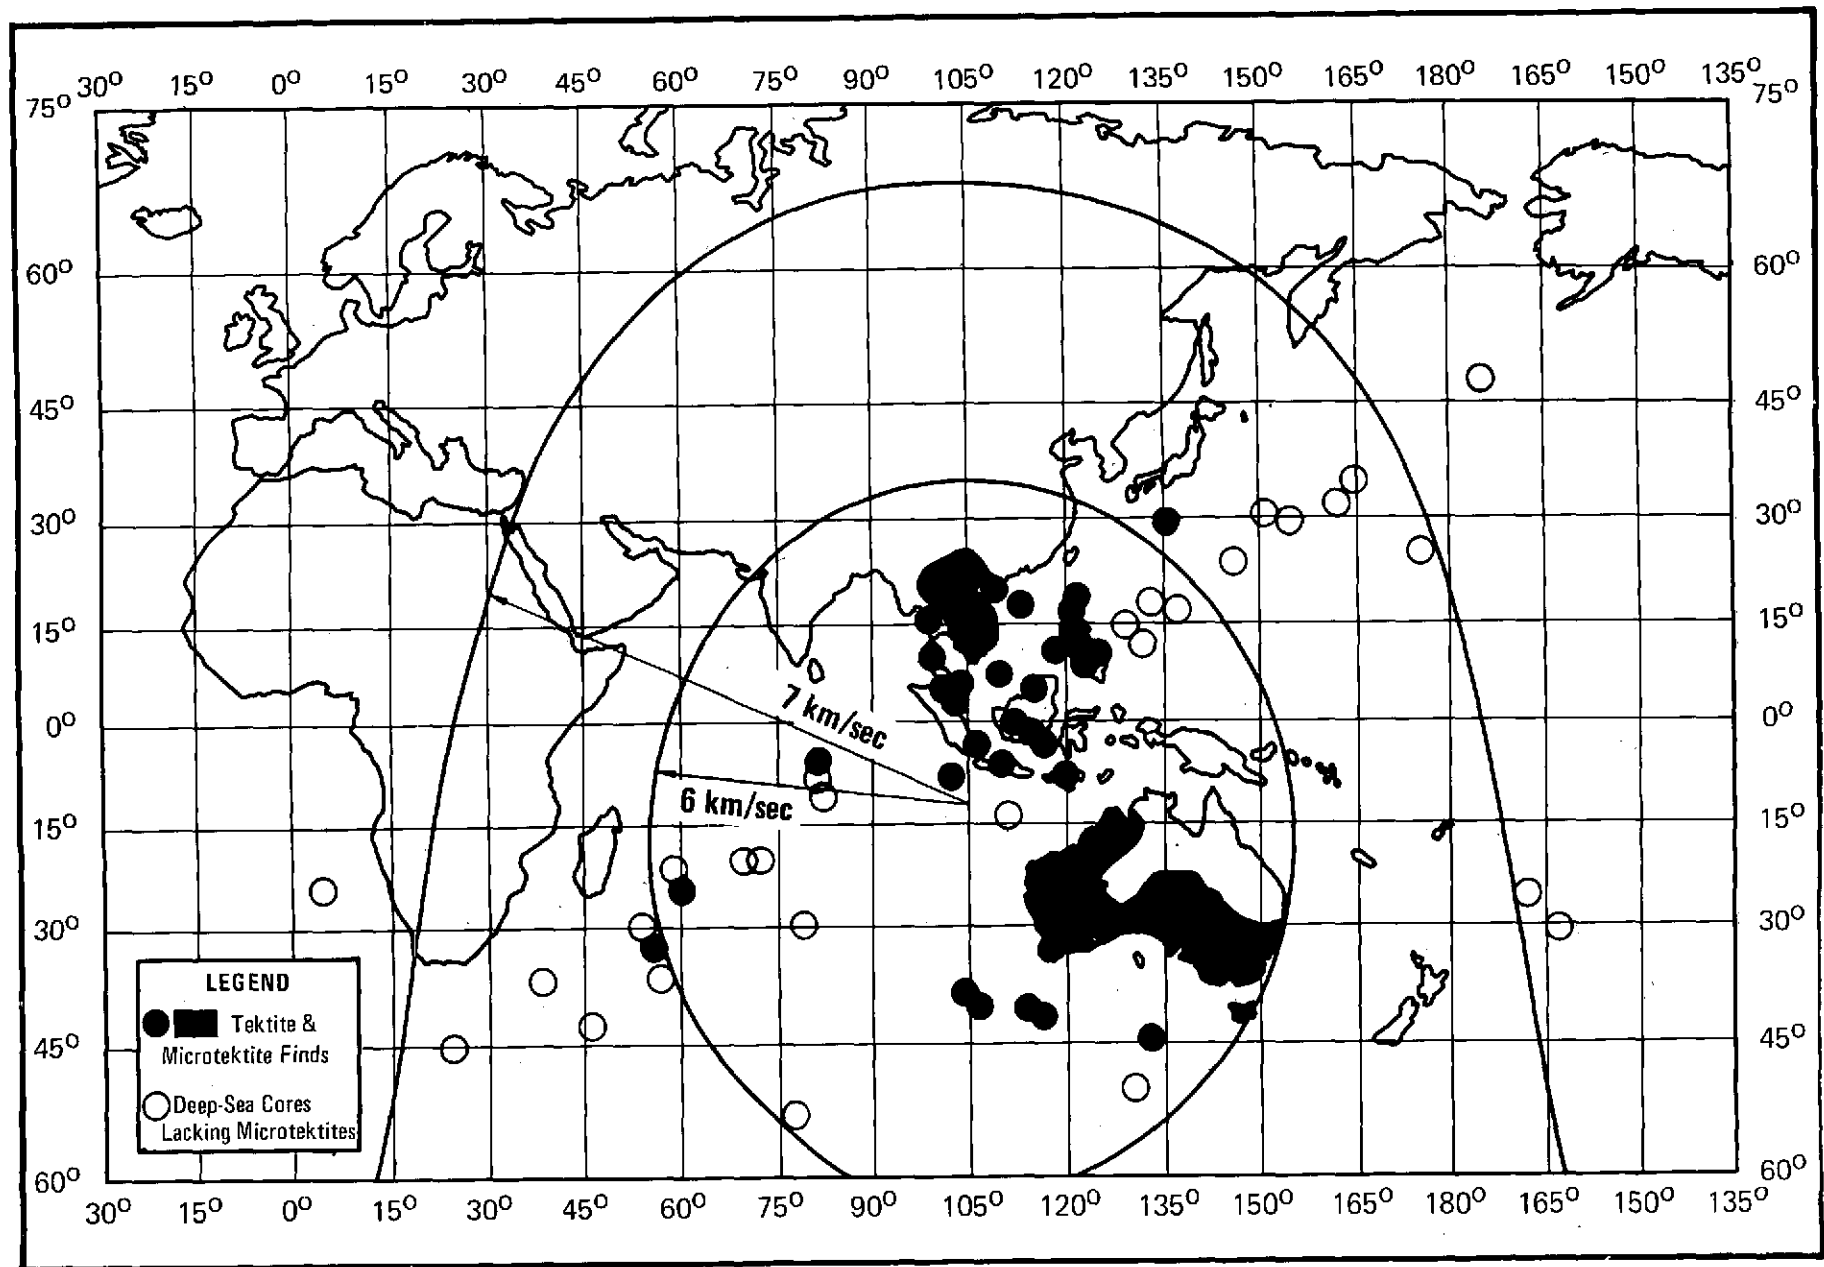 30° 15° 0° 15° 30° 45° 60° 75° 90° 105° 120° 135° 150° 165° 180° 165° 150° 135°
75° 75°
60° 60°
45° 45°
30° 30°
15° 15°
7 km/sec
0° 0°
6 km/sec
15° 15°
30° 30°
LEGEND
Tektite &
Microtektite Finds
45° 45°
Deep-Sea Cores
Lacking Microtektites
60° 60°
30° 15° 0° 15° 30° 45° 60° 75° 90° 105° 120° 135° 150° 165° 180° 165° 150° 135°